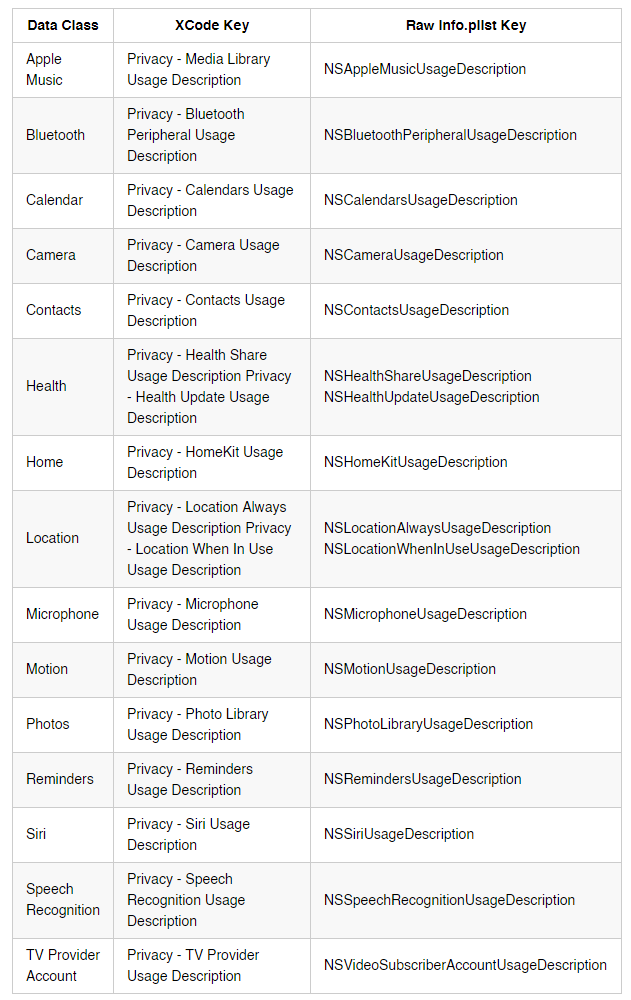 Data Class XCode Key Raw Info.plist Key
Apple
Music
Privacy - Media Library
Usage Description
NSAppleMusicUsageDescription
Bluetooth
Privacy - Bluetooth
Peripheral Usage
Description
NSBluetoothPeripheralUsageDescription
Calendar
Privacy - Calendars Usage
Description
NSCalendarsUsageDescription
Camera
Privacy - Camera Usage
Description
NSCameraUsageDescription
Contacts
Privacy - Contacts Usage
Description
NSContactsUsageDescription
Health
Privacy - Health Share
Usage Description Privacy
- Health Update Usage
Description
NSHealthShareUsageDescription
NSHealthUpdateUsageDescription
Home
Privacy - HomeKit Usage
Description
NSHomeKitUsageDescription
Location
Privacy - Location Always
Usage Description Privacy
- Location When In Use
Usage Description
NSLocationAlwaysUsageDescription
NSLocationWhenInUseUsageDescription
Microphone
Privacy - Microphone
Usage Description
NSMicrophoneUsageDescription
Motion
Privacy - Motion Usage
Description
NSMotionUsageDescription
Photos
Privacy - Photo Library
Usage Description
NSPhotoLibraryUsageDescription
Reminders
Privacy - Reminders
Usage Description
NSRemindersUsageDescription
Siri
Privacy - Siri Usage
Description
NSSiriUsageDescription
Speech
Recognition
Privacy - Speech
Recognition Usage
Description
NSSpeechRecognitionUsageDescription
TV Provider
Account
Privacy - TV Provider
Usage Description
NSVideoSubscriberAccountUsageDescription